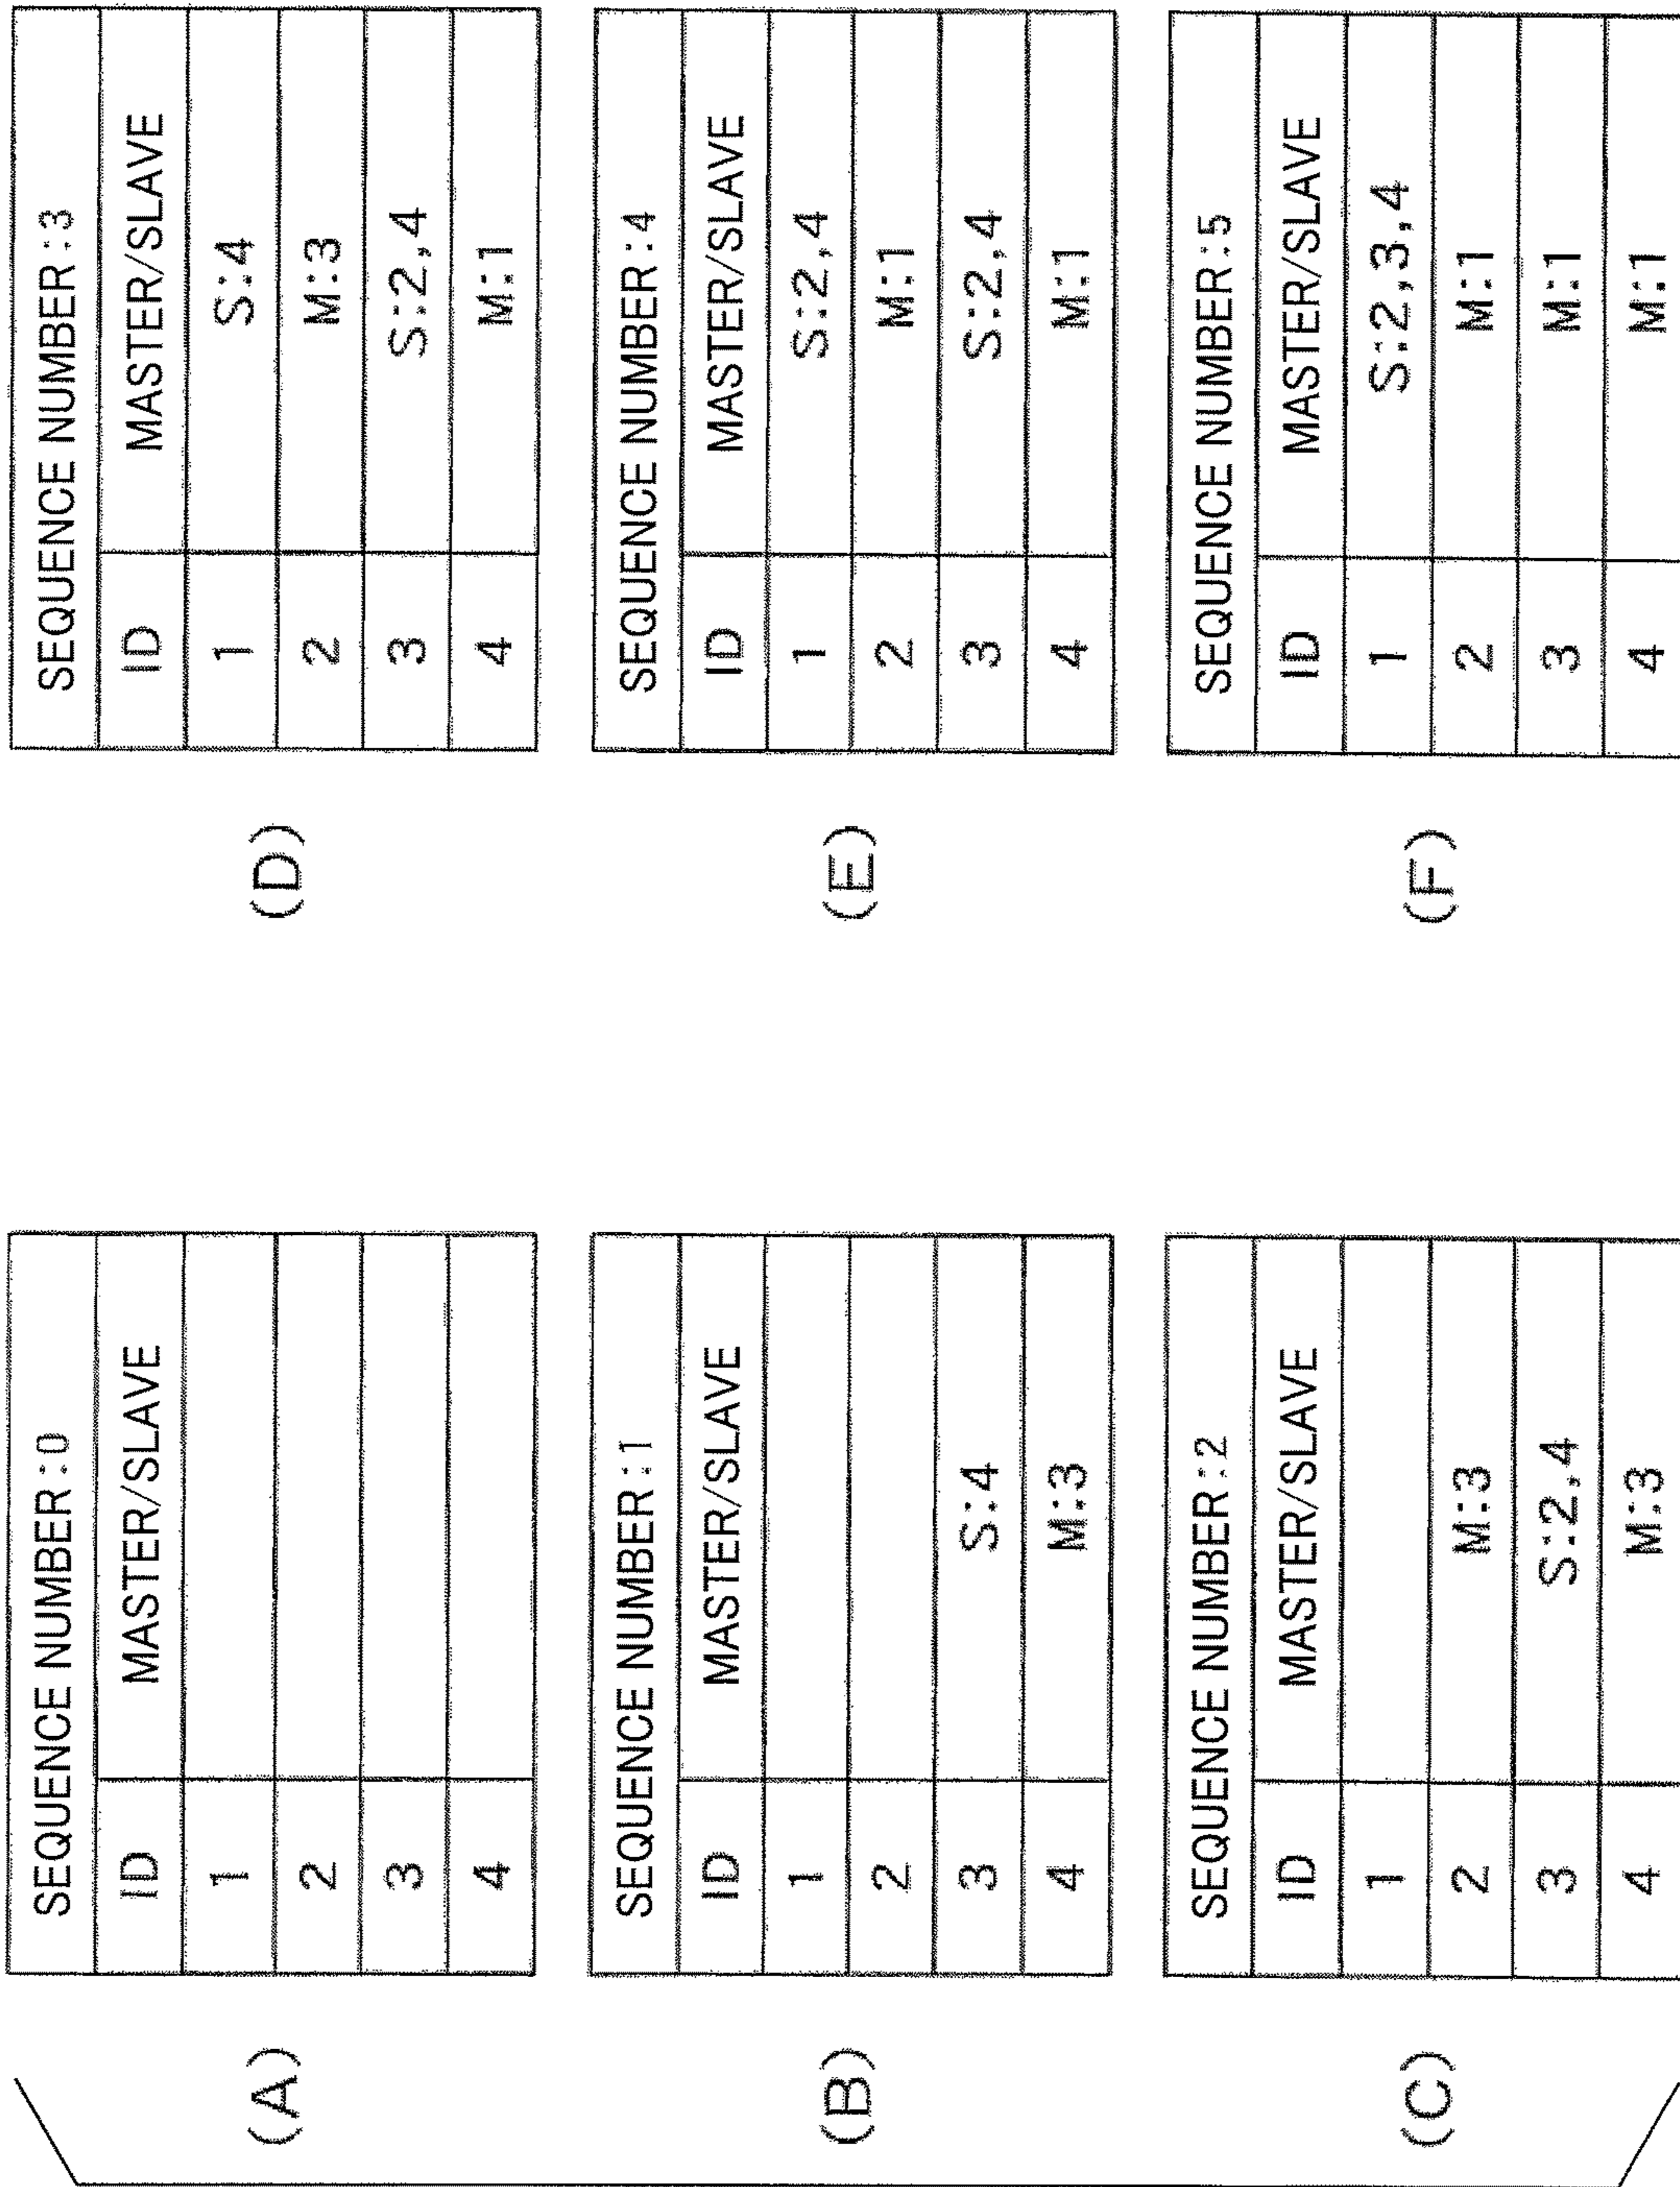 (A)
SEQUENCE NUMBER:0
ID MASTER/SLAVE
1
2
3
4
(B)
SEQUENCE NUMBER:1
ID MASTER/SLAVE
1
2
3 S:4
4 M:3
(C)
SEQUENCE NUMBER:2
ID MASTER/SLAVE
1
2 M:3
3 S:2,4
4 M:3
(D)
SEQUENCE NUMBER:3
ID MASTER/SLAVE
1 S:4
2 M:3
3 S:2,4
4 M:1
(E)
SEQUENCE NUMBER:4
ID MASTER/SLAVE
1 S:2,4
2 M:1
3 S:2,4
4 M:1
(F)
SEQUENCE NUMBER:5
ID MASTER/SLAVE
1 S:2,3,4
2 M:1
3 M:1
4 M:1